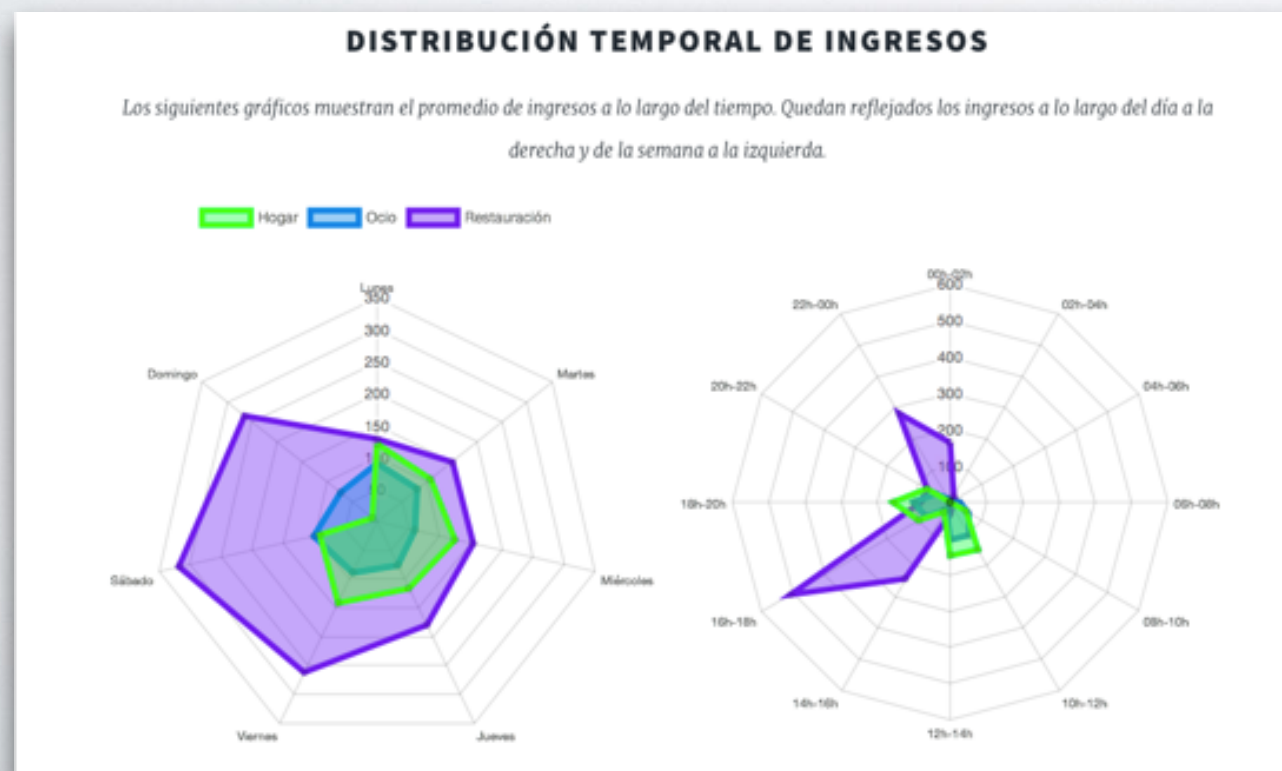 DISTRIBUCIÓN TEMPORAL DE INGRESOS
Los siguientes gráficos muestran el promedio de ingresos a lo largo del tiempo. Quedan reflejados los ingresos a lo largo del día a la
derecha y de la semana a la izquierda.
Hogar Ocio Restauración
Lunes
350
300
250
200
150
100
50
Martes
Miércoles
Jueves
Viernes
Sábado
Domingo
00h-02h
600
500
400
300
200
100
02h-04h
04h-06h
06h-08h
08h-10h
10h-12h
12h-14h
14h-16h
16h-18h
18h-20h
20h-22h
22h-00h